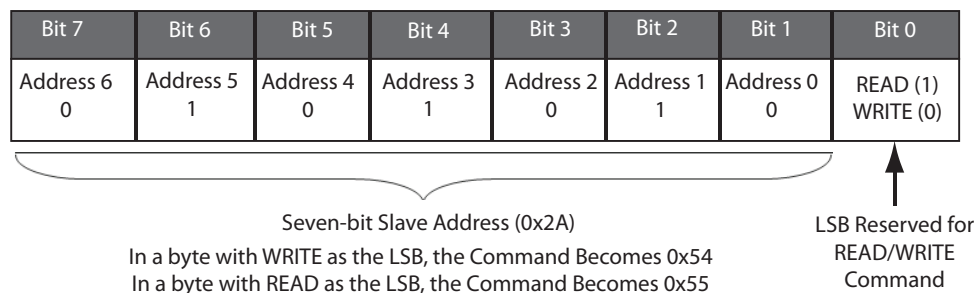 Bit 7 Bit 6 Bit 5 Bit 4 Bit 3 Bit 2 Bit 1 Bit 0
Address 6 Address 5 Address 4 Address 3 Address 2 Address 1 Address 0 READ (1)
0 1 0 1 0 1 0 WRITE (0)
Seven-bit Slave Address (0x2A)
In a byte with WRITE as the LSB, the Command Becomes 0x54
In a byte with READ as the LSB, the Command Becomes 0x55
LSB Reserved for
READ/WRITE
Command